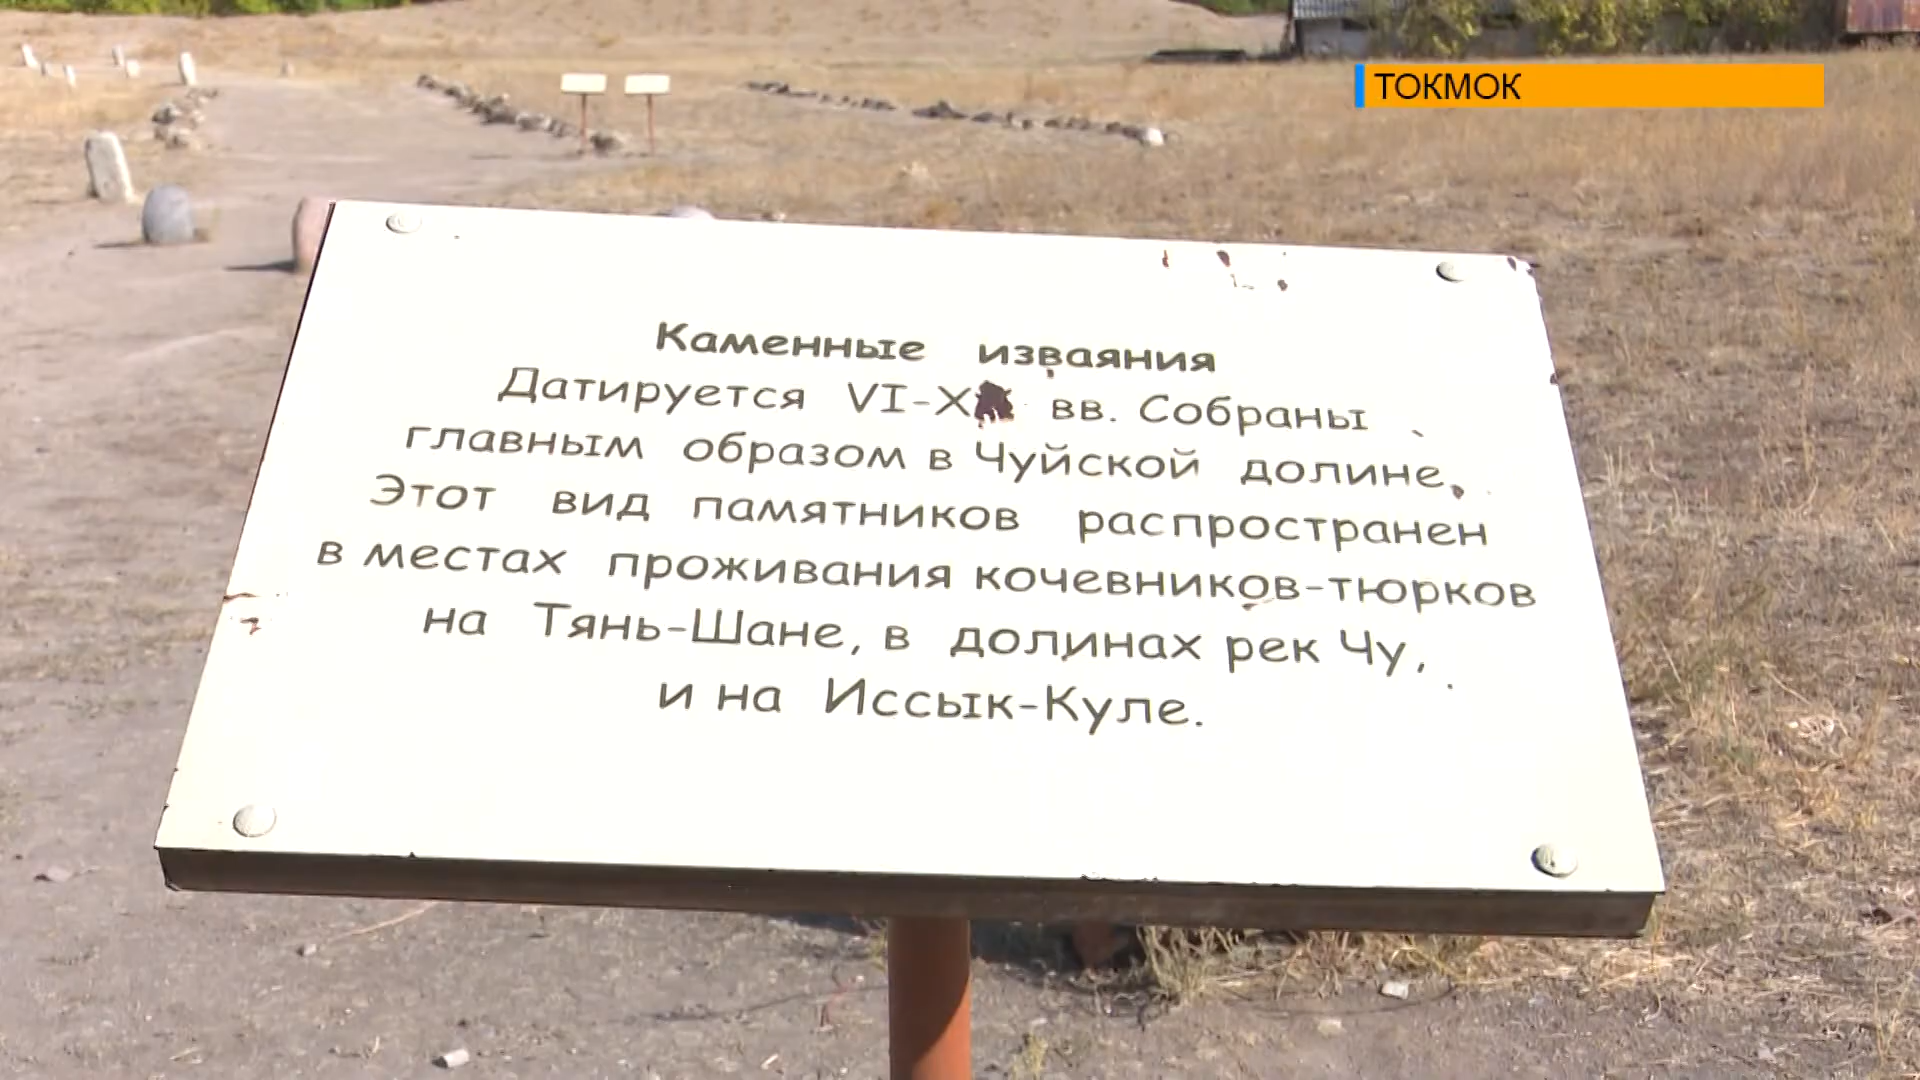 ТОКМОК
Каменные изваяния
Датируется VI-X вв. Собраны
главным образом в Чуйской долине.
Этот вид памятников распространен
в местах проживания кочевников-тюрков
на Тянь-Шане, в долинах рек Чу,
и на Иссык-Куле.